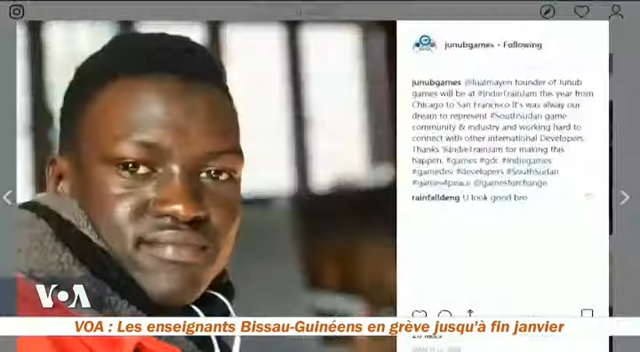 junubgames • Following
junubgames @lualmayen founder of Junub
games will be at #IndieTrainJam this year from
Chicago to San Francisco It's was alway our
dream to represent #SouthSudan game
community & industry and working hard to
connect with other international Developers.
Thanks #IndieTrainJam for making this
happen. #games #gdc #indiegames
#gamedev #developers #SouthSudan
#games4peace @gamesforchange
rainfalldeng U look good bro
VOA
VOA : Les enseignants Bissau-Guinéens en grève jusqu'à fin janvier